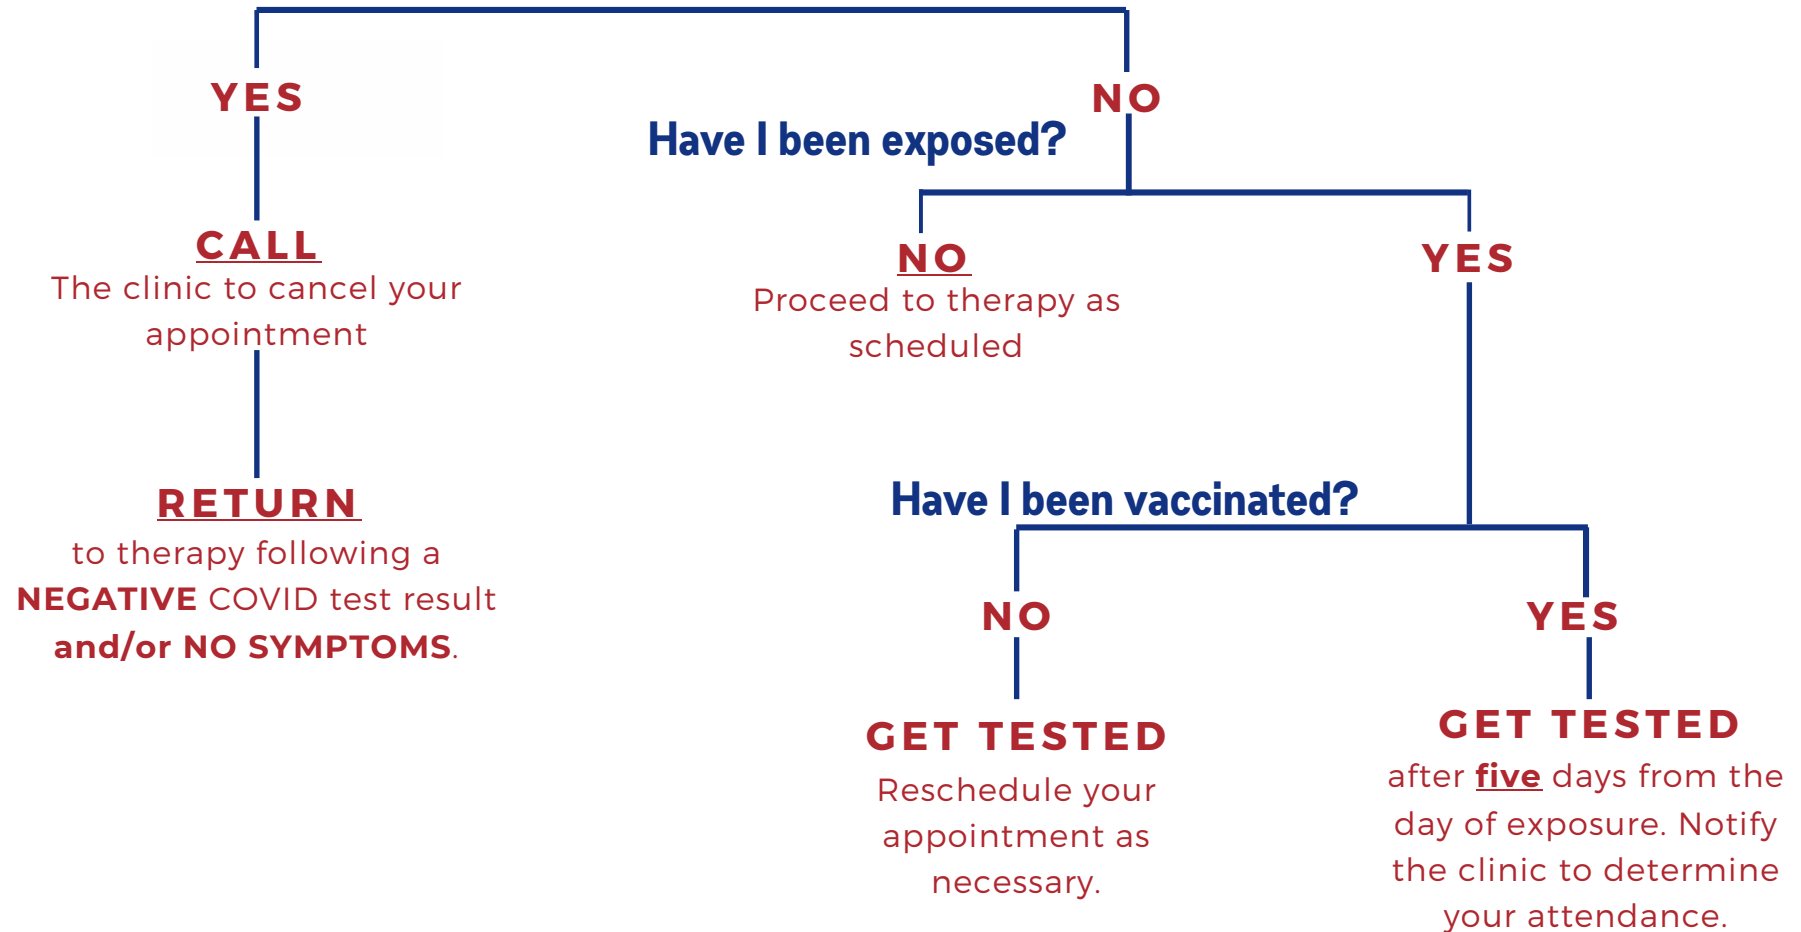 YES
NO
Have I been exposed?
CALL
The clinic to cancel your
appointment
NO
Proceed to therapy as
scheduled
YES
RETURN
to therapy following a
NEGATIVE COVID test result
and/or NO SYMPTOMS.
Have I been vaccinated?
NO
YES
GET TESTED
Reschedule your
appointment as
necessary.
GET TESTED
after five days from the
day of exposure. Notify
the clinic to determine
your attendance.